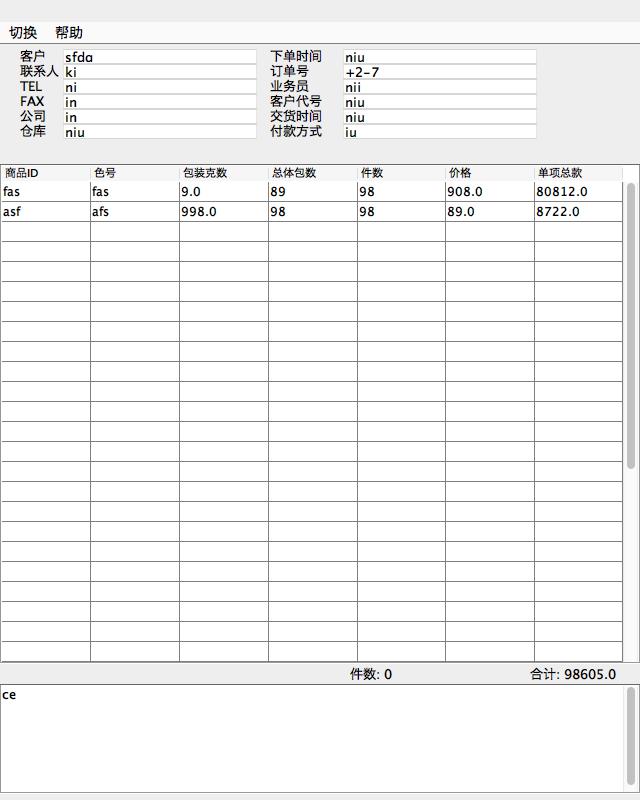 切换 帮助
客户 sfda 下单时间 niu
联系人 ki 订单号 +2-7
TEL ni 业务员 nii
FAX in 客户代号 niu
公司 in 交货时间 niu
仓库 niu 付款方式 iu
商品ID 色号 包装克数 总体包数 件数 价格 单项总款
fas fas 9.0 89 98 908.0 80812.0
asf afs 998.0 98 98 89.0 8722.0
件数: 0 合计: 98605.0
ce